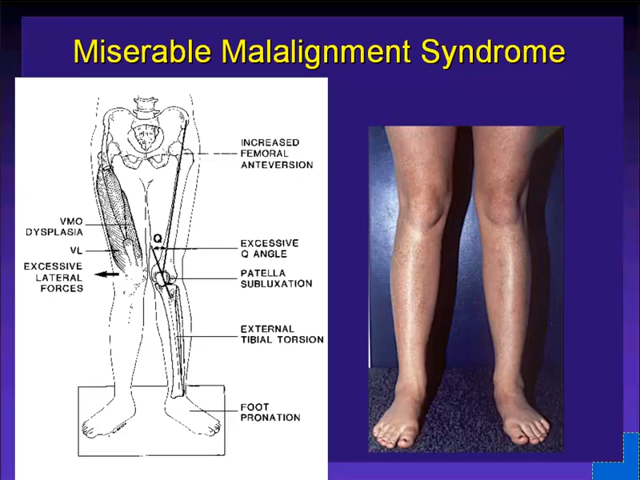 Miserable Malalignment Syndrome
INCREASED
FEMORAL
ANTEVERSION
VMO
DYSPLASIA
VL
EXCESSIVE
LATERAL
FORCES
Q
EXCESSIVE
Q ANGLE
PATELLA
SUBLUXATION
EXTERNAL
TIBIAL TORSION
FOOT
PRONATION